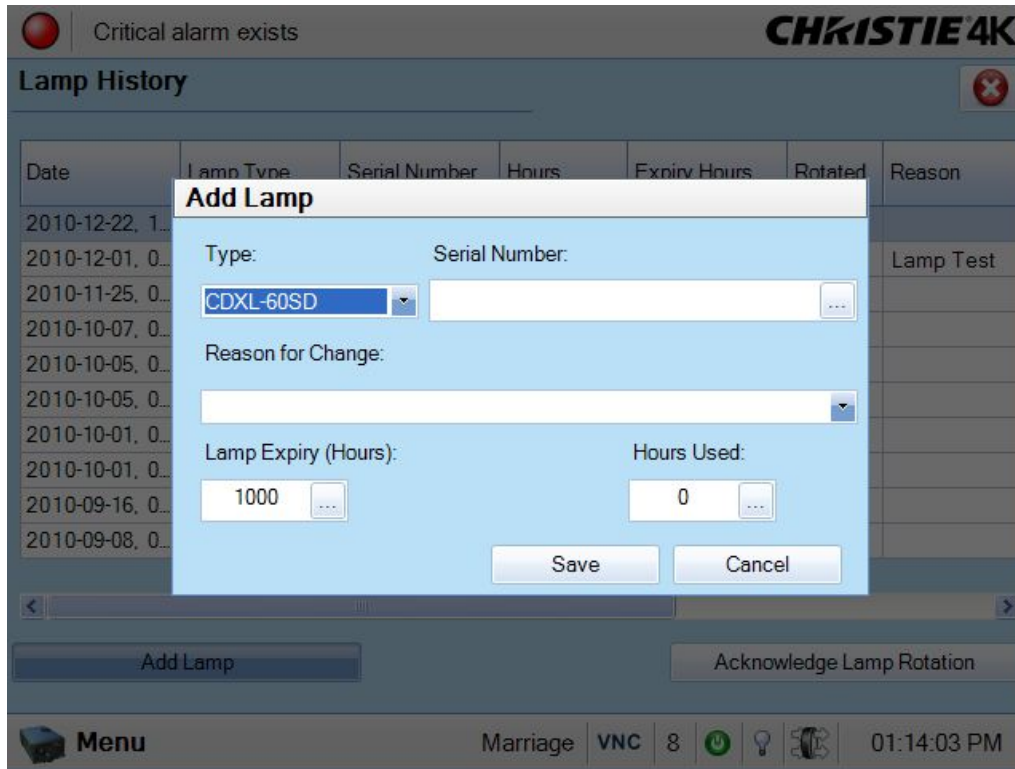 Critical alarm exists
CHRISTIE 4K
Lamp History
Date Lamp Type Serial Number Hours Expiry Hours Rotated Reason
Add Lamp
2010-12-22, 1...
2010-12-01, 0... Lamp Test
2010-11-25, 0...
2010-10-07, 0...
2010-10-05, 0...
2010-10-05, 0...
2010-10-01, 0...
2010-10-01, 0...
2010-09-16, 0...
2010-09-08, 0...
Type: Serial Number:
CDXL-60SD ...
Reason for Change:
Lamp Expiry (Hours): Hours Used:
1000 ... 0 ...
Save Cancel
Add Lamp Acknowledge Lamp Rotation
Menu Marriage VNC 8 01:14:03 PM